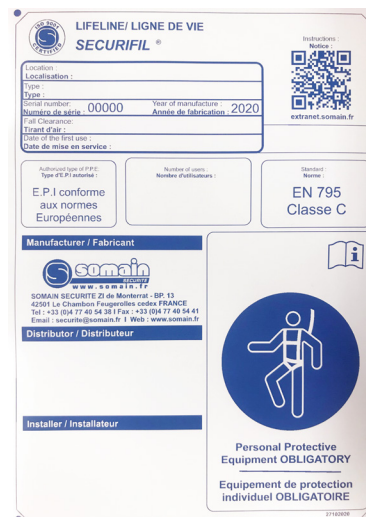 ISO 9001
CERTIFIED
LIFELINE/ LIGNE DE VIE
SECURIFIL ®
Instructions :
Notice :
extranet.somain.fr
Location :
Localisation :
Type :
Type :
Serial number:
Numéro de série : 00000
Year of manufacture :
Année de fabrication : 2020
Fall Clearance:
Tirant d'air :
Date of the first use :
Date de mise en service :
Authorized type of P.P.E:
Type d'E.P.I autorisé :
E.P.I conforme
aux normes
Européennes
Number of users :
Nombre d'utilisateurs :
Standard :
Norme :
EN 795
Classe C
Manufacturer / Fabricant
somain
SECURITE
www.somain.fr
SOMAIN SECURITE ZI de Monterrat - BP. 13
42501 Le Chambon Feugerolles cedex FRANCE
Tel : +33 (0)4 77 40 54 38 I Fax : +33 (0)4 77 40 54 41
Email : securite@somain.fr I Web : www.somain.fr
Distributor / Distributeur
Installer / Installateur
i
Personal Protective
Equipment OBLIGATORY
Equipement de protection
individuel OBLIGATOIRE
27102020